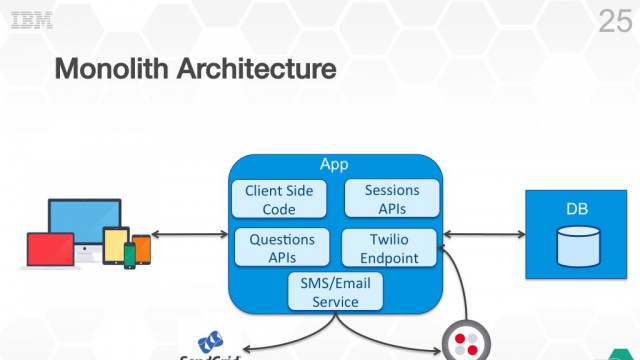 IBM
25
Monolith Architecture
App
Client Side
Code
Sessions
APIs
Questions
APIs
Twilio
Endpoint
SMS/Email
Service
DB
SendGrid